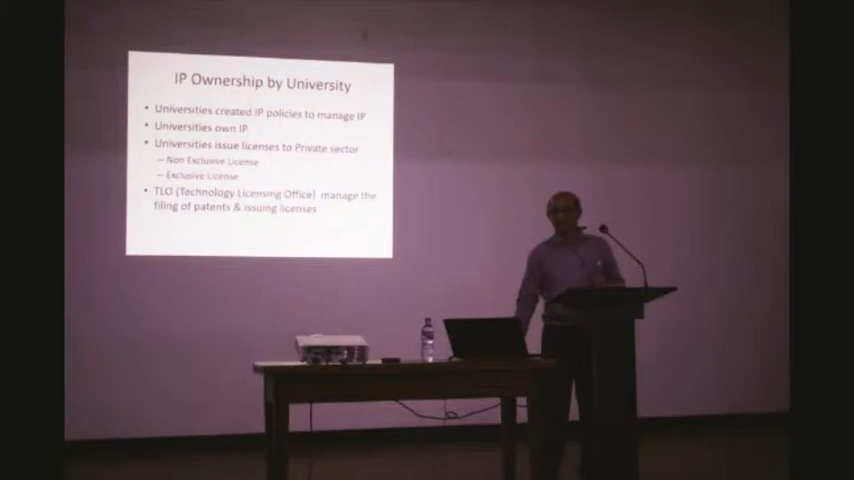 IP Ownership by University
• Universities created IP policies to manage IP
• Universities own IP
• Universities issue licenses to Private sector
– Non Exclusive License
– Exclusive License
• TLO (Technology Licensing Office) manage the
filing of patents & issuing licenses